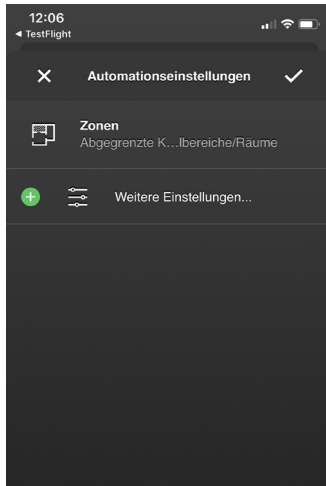 12:06
◀ TestFlight
Automationseinstellungen
Zonen
Abgegrenzte K...lbereiche/Räume
Weitere Einstellungen...